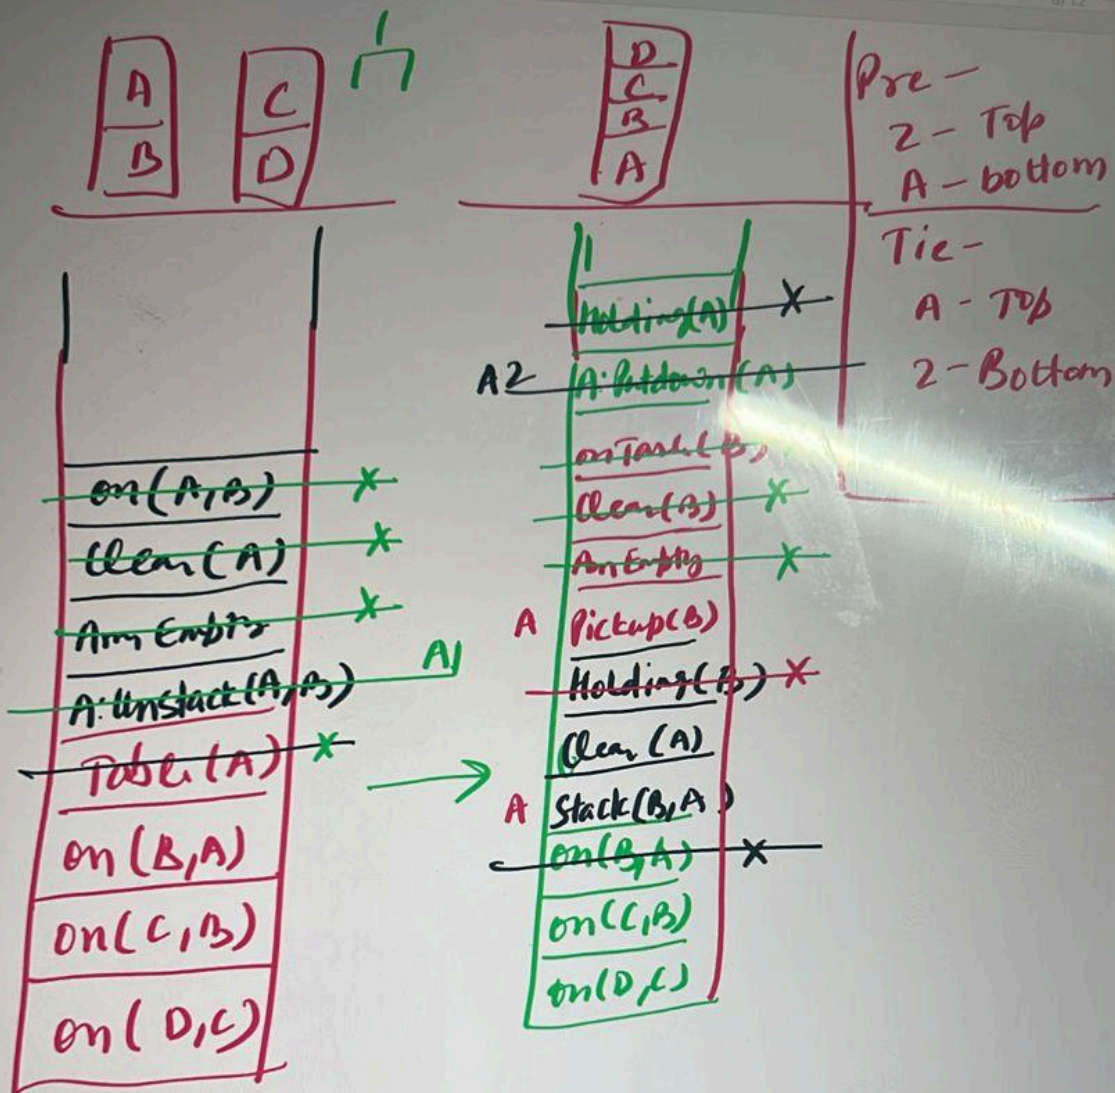 A
B
C
D
D
C
B
A
Pre -
Z - Top
A - bottom
Tie -
A - Top
Z - Bottom
on(A,B) X
Clear(A) X
Arm Empty X
A:Unstack(A,B) A1
Table(A) X
on(B,A)
on(C,B)
on(D,C)
Holding(A) X
A2 A:Putdown(A)
Clear(B) X
Arm Empty X
A Pickup(B)
Holding(B) X
Clear(A)
A Stack(B,A)
on(B,A) X
on(C,B)
on(D,C)